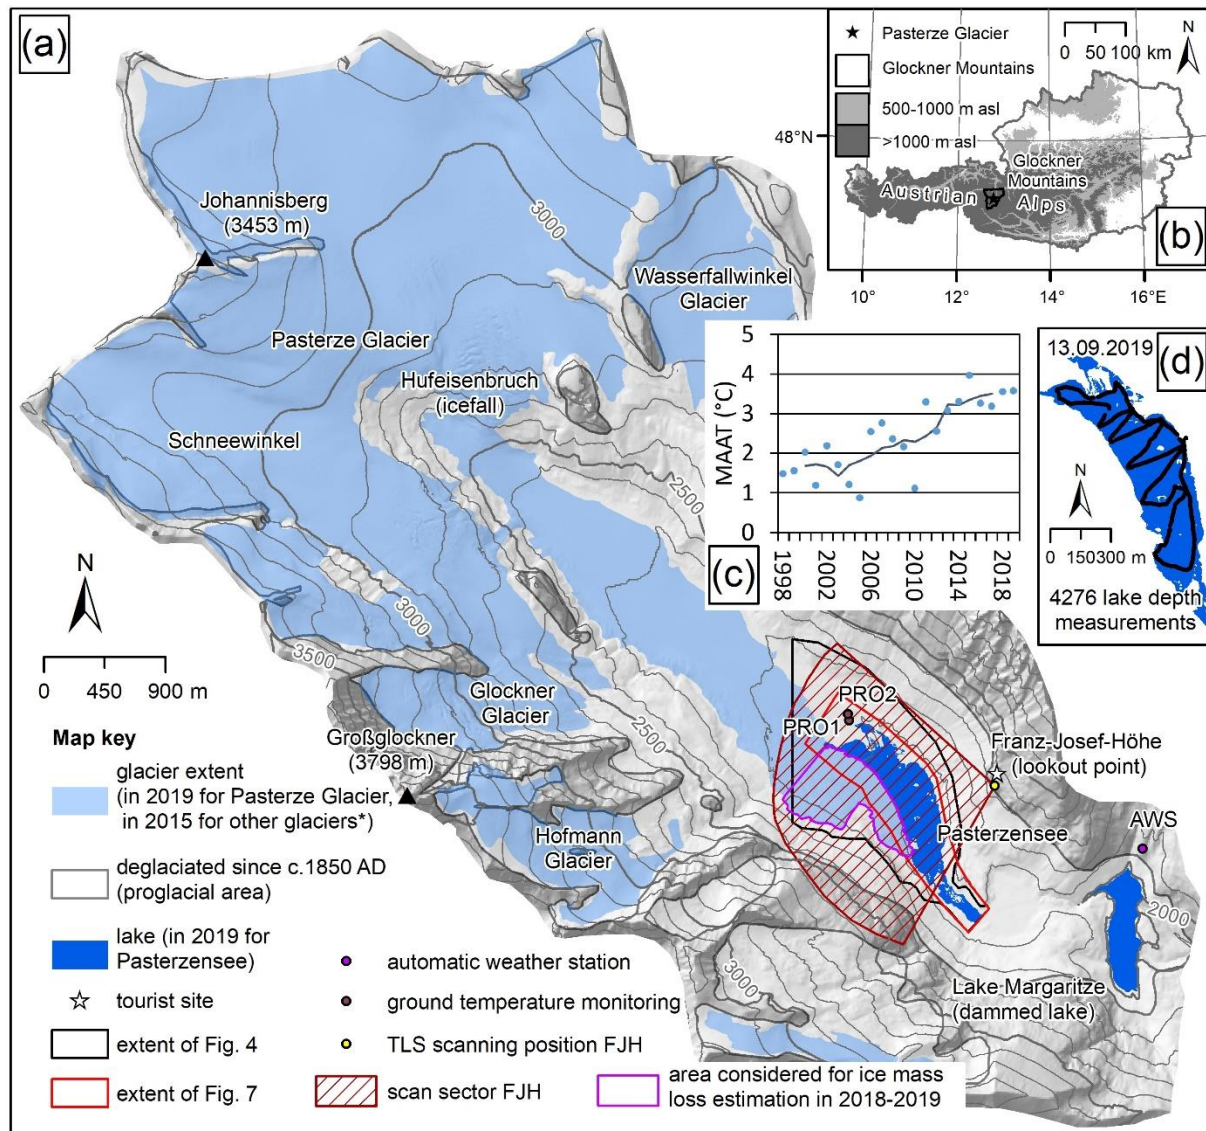 (a)
Johannisberg
(3453 m)
3000
Wasserfallwinkel
Glacier
Pasterze Glacier
Hufeisenbruch
(icefall)
Schneewinkel
2500
N
0 450 900 m
3500
3000
Glockner
Glacier
2500
Großglockner
(3798 m)
Hofmann
Glacier
PRO2
PRO1
Franz-Josef-Höhe
(lookout point)
Pasterzensee
AWS
2000
Lake Margaritze
(dammed lake)
3000
Map key
glacier extent
(in 2019 for Pasterze Glacier,
in 2015 for other glaciers*)
deglaciated since c.1850 AD
(proglacial area)
lake (in 2019 for
Pasterzensee)
tourist site
extent of Fig. 4
extent of Fig. 7
automatic weather station
ground temperature monitoring
TLS scanning position FJH
scan sector FJH
area considered for ice mass
loss estimation in 2018-2019
Pasterze Glacier
Glockner Mountains
500-1000 m asl
>1000 m asl
0 50 100 km
N
48°N
Glockner
Mountains
Austrian Alps
(b)
10° 12° 14° 16°E
MAAT (°C)
5
4
3
2
1
0
1998
2002
2006
2010
2014
2018
(c)
13.09.2019
(d)
N
0 150 300 m
4276 lake depth
measurements